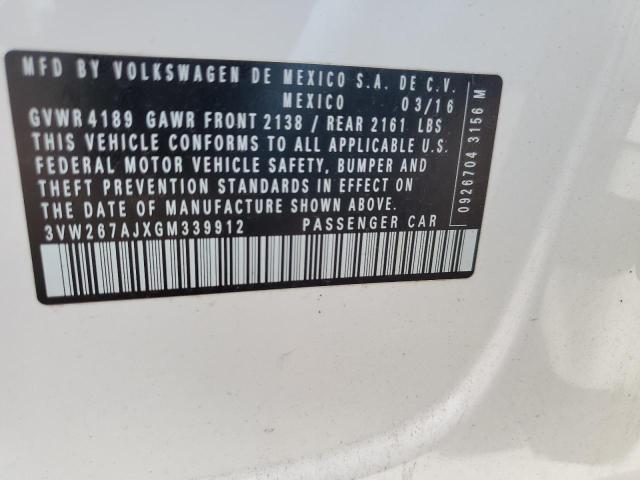 MFD BY VOLKSWAGEN DE MEXICO S.A. DE C.V.
MEXICO 03/16
GVWR 4189 GAWR FRONT 2138 / REAR 2161 LBS
THIS VEHICLE CONFORMS TO ALL APPLICABLE U.S.
FEDERAL MOTOR VEHICLE SAFETY, BUMPER AND
THEFT PREVENTION STANDARDS IN EFFECT ON
THE DATE OF MANUFACTURE SHOWN ABOVE.
3VW267AJXGM339912 PASSENGER CAR
0926704 3156 M